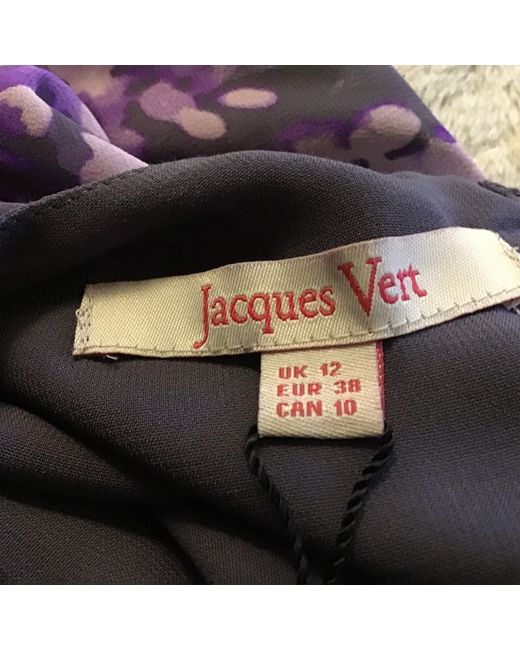 Jacques Vert
UK 12
EUR 38
CAN 10